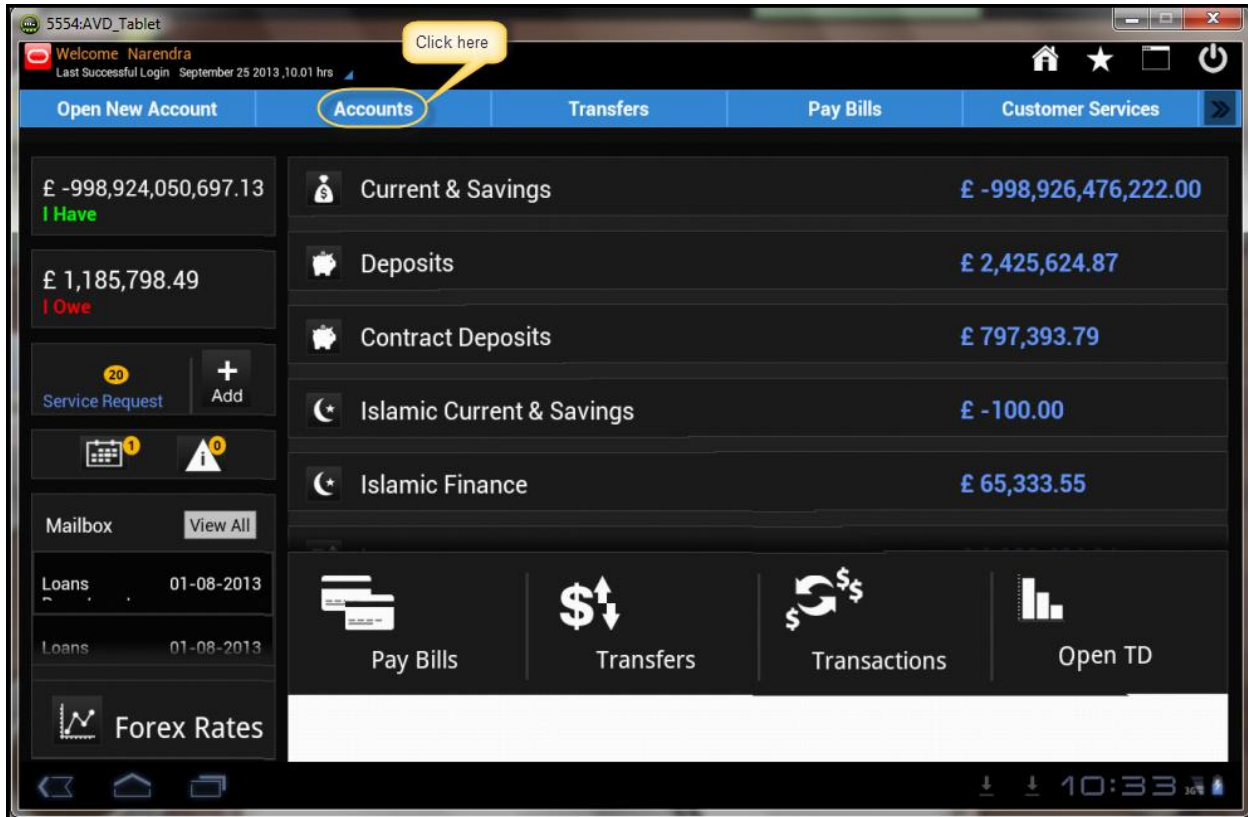 5554:AVD_Tablet
Click here
Welcome Narendra
Last Successful Login September 25 2013 ,10.01 hrs
Open New Account
Accounts
Transfers
Pay Bills
Customer Services
£ -998,924,050,697.13
I Have
£ 1,185,798.49
I Owe
20
Service Request
Add
1
0
Mailbox
View All
Loans 01-08-2013
Loans 01-08-2013
Forex Rates
Current & Savings £ -998,926,476,222.00
Deposits £ 2,425,624.87
Contract Deposits £ 797,393.79
Islamic Current & Savings £ -100.00
Islamic Finance £ 65,333.55
Pay Bills
Transfers
Transactions
Open TD
10:33
3G